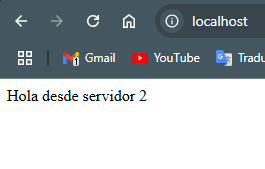 localhost
Gmail
YouTube
Tradu
Hola desde servidor 2